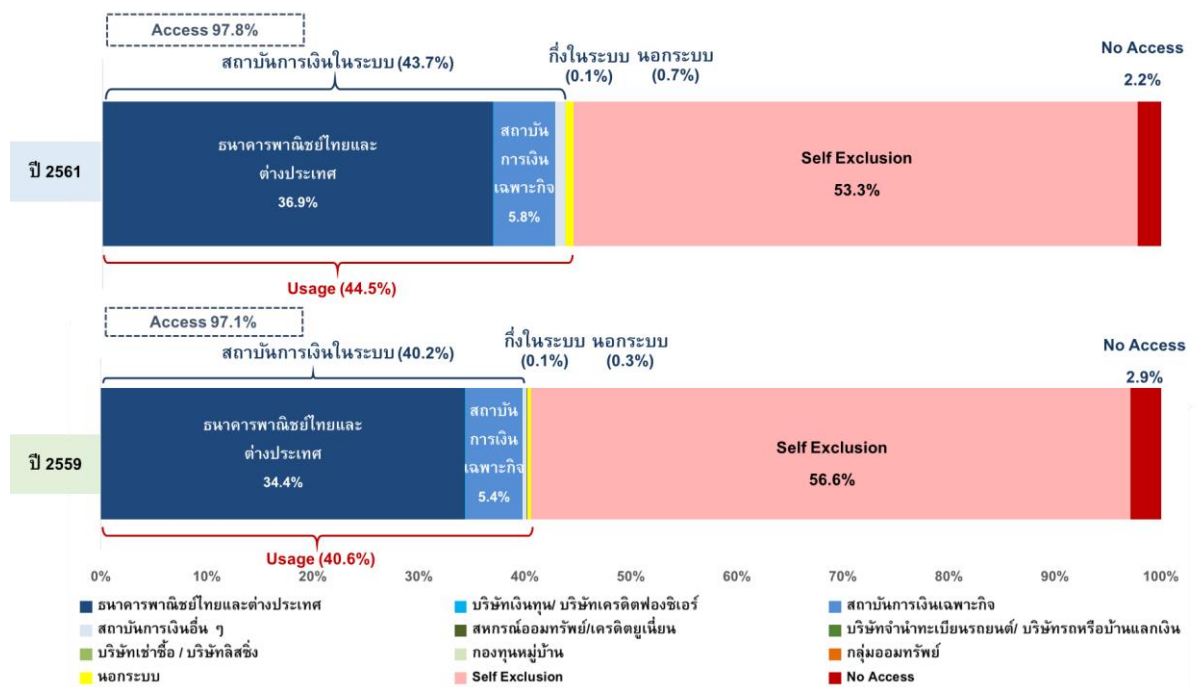 Access 97.8%
สถาบันการเงินในระบบ (43.7%)
กึ่งในระบบ นอกระบบ
(0.1%) (0.7%)
No Access
2.2%
ปี 2561
ธนาคารพาณิชย์ไทยและ
ต่างประเทศ
36.9%
สถาบัน
การเงิน
เฉพาะกิจ
5.8%
Self Exclusion
53.3%
Usage (44.5%)
Access 97.1%
สถาบันการเงินในระบบ (40.2%)
กึ่งในระบบ นอกระบบ
(0.1%) (0.3%)
No Access
2.9%
ปี 2559
ธนาคารพาณิชย์ไทยและ
ต่างประเทศ
34.4%
สถาบัน
การเงิน
เฉพาะกิจ
5.4%
Self Exclusion
56.6%
Usage (40.6%)
0% 10% 20% 30% 40% 50% 60% 70% 80% 90% 100%
ธนาคารพาณิชย์ไทยและต่างประเทศ
บริษัทเงินทุน/ บริษัทเครดิตฟองซิเอร์
สถาบันการเงินเฉพาะกิจ
สถาบันการเงินอื่น ๆ
สหกรณ์ออมทรัพย์/เครดิตยูเนี่ยน
บริษัทจำนำทะเบียนรถยนต์/ บริษัทรถหรือบ้านแลกเงิน
บริษัทเช่าซื้อ / บริษัทลิสซิ่ง
กองทุนหมู่บ้าน
กลุ่มออมทรัพย์
นอกระบบ
Self Exclusion
No Access